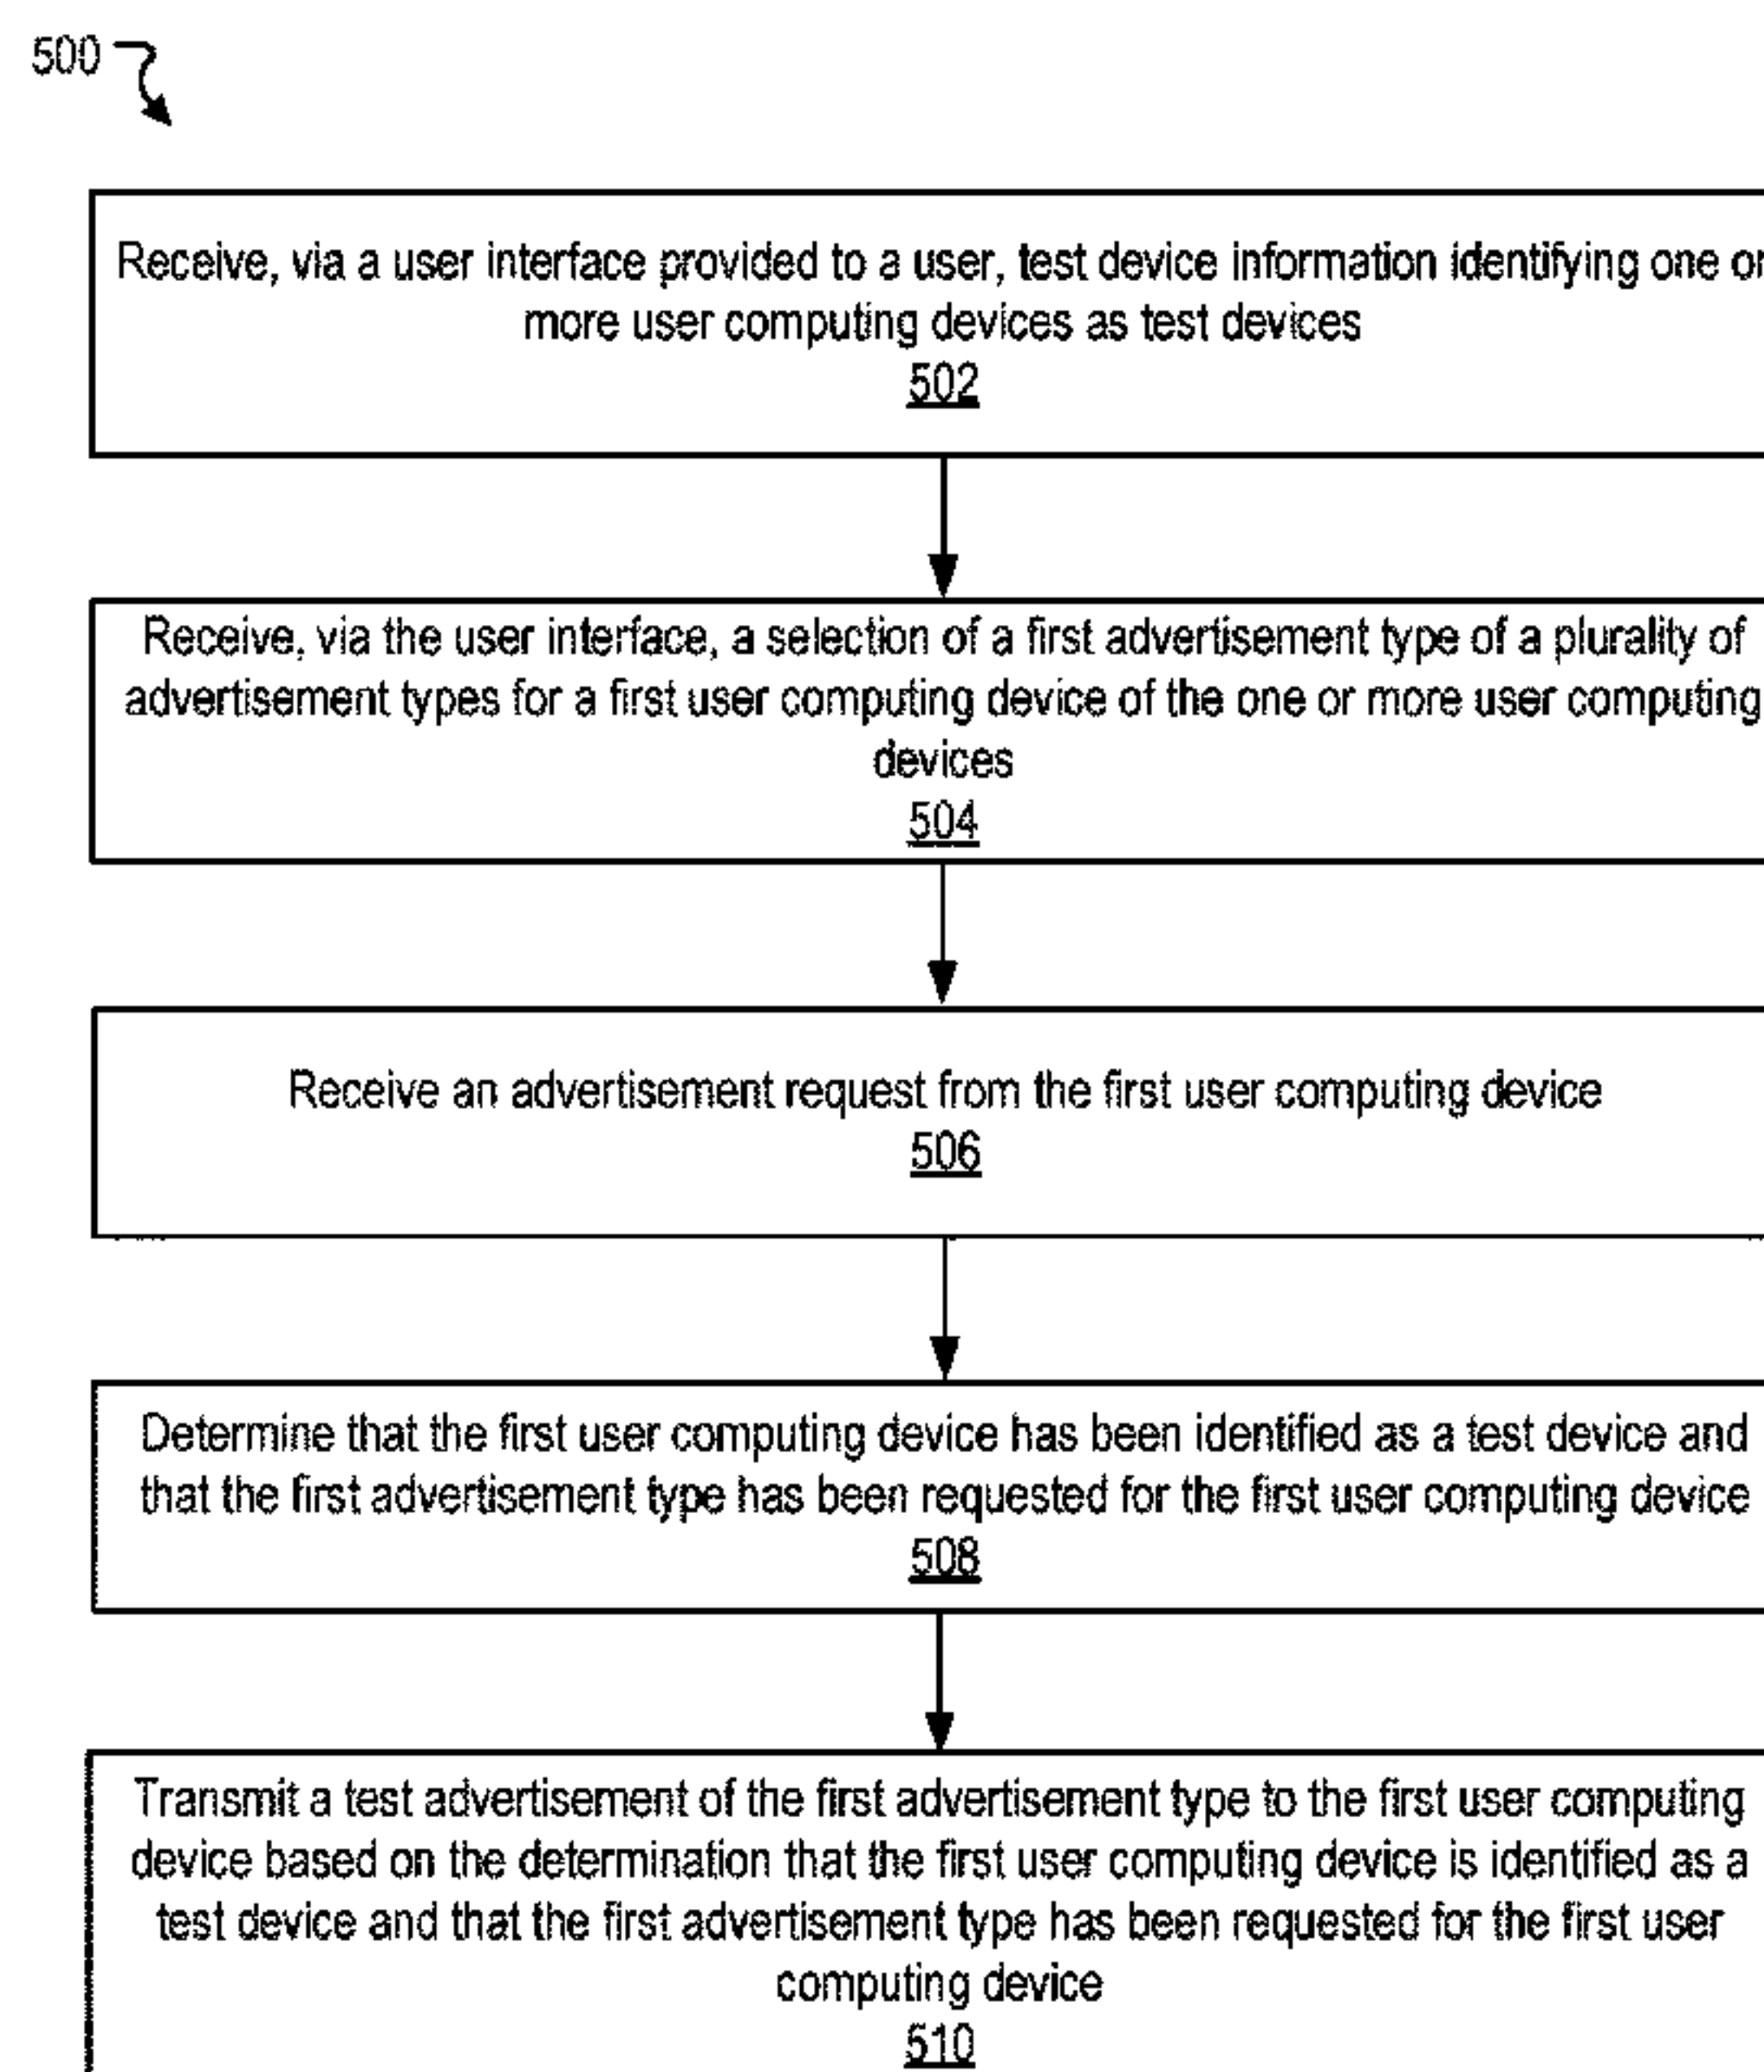 500
Receive, via a user interface provided to a user, test device information identifying one or
more user computing devices as test devices
502
Receive, via the user interface, a selection of a first advertisement type of a plurality of
advertisement types for a first user computing device of the one or more user computing
devices
504
Receive an advertisement request from the first user computing device
506
Determine that the first user computing device has been identified as a test device and
that the first advertisement type has been requested for the first user computing device
508
Transmit a test advertisement of the first advertisement type to the first user computing
device based on the determination that the first user computing device is identified as a
test device and that the first advertisement type has been requested for the first user
computing device
510